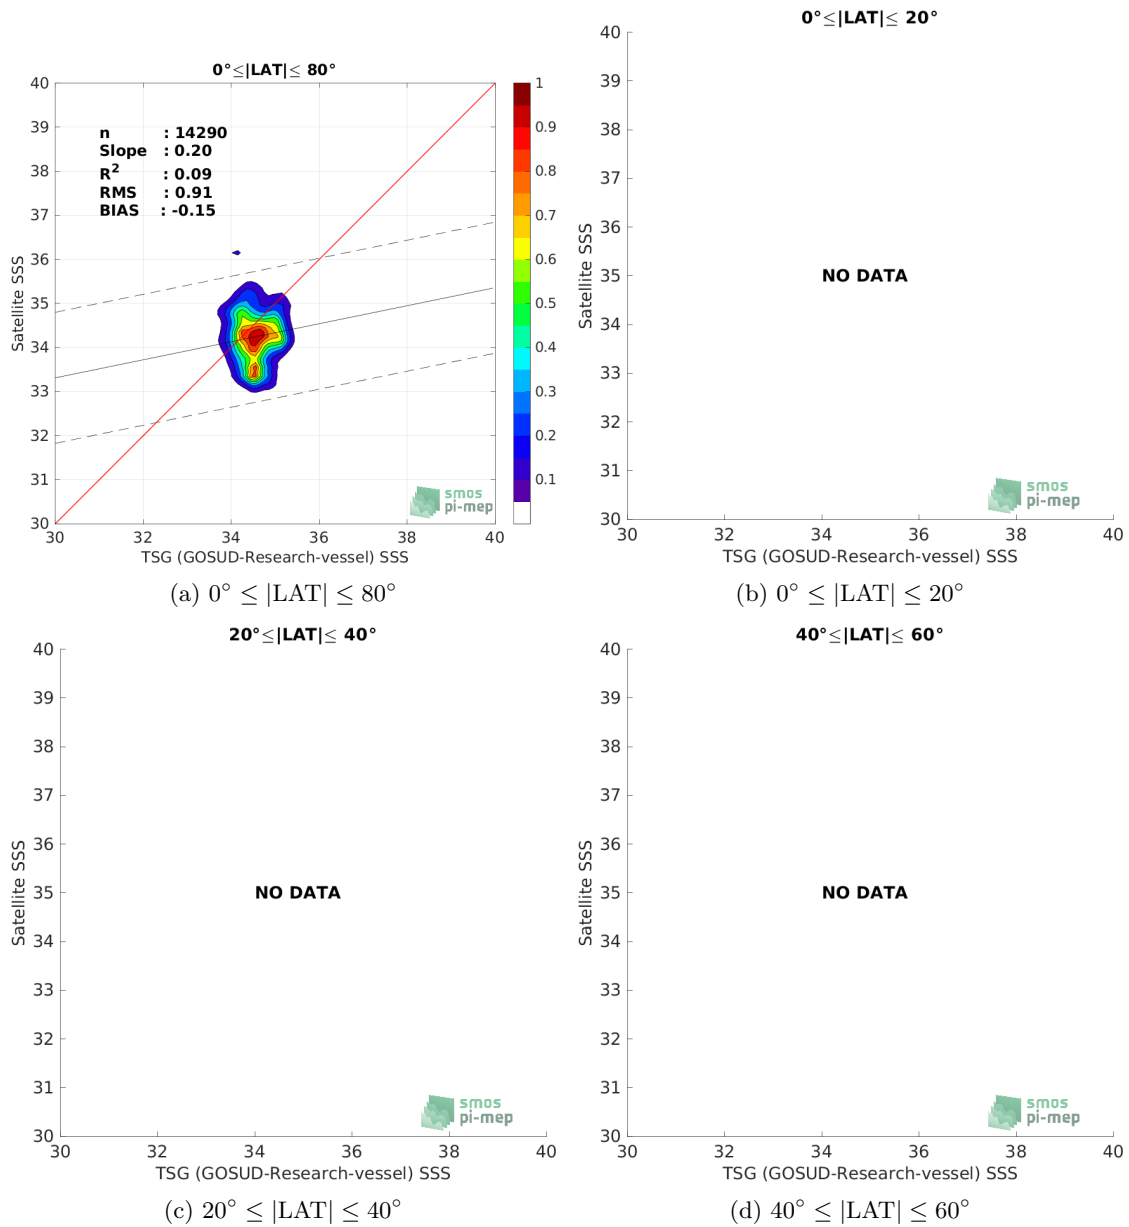 0°≤|LAT|≤ 80°
40
39
38
37
36
35
34
33
32
31
30
Satellite SSS
n : 14290
Slope : 0.20
R² : 0.09
RMS : 0.91
BIAS : -0.15
1
0.9
0.8
0.7
0.6
0.5
0.4
0.3
0.2
0.1
smos
pi-mep
30 32 34 36 38 40
TSG (GOSUD-Research-vessel) SSS
(a) 0° ≤ |LAT| ≤ 80°
0°≤|LAT|≤ 20°
40
39
38
37
36
35
34
33
32
31
30
Satellite SSS
NO DATA
smos
pi-mep
30 32 34 36 38 40
TSG (GOSUD-Research-vessel) SSS
(b) 0° ≤ |LAT| ≤ 20°
20°≤|LAT|≤ 40°
40
39
38
37
36
35
34
33
32
31
30
Satellite SSS
NO DATA
smos
pi-mep
30 32 34 36 38 40
TSG (GOSUD-Research-vessel) SSS
(c) 20° ≤ |LAT| ≤ 40°
40°≤|LAT|≤ 60°
40
39
38
37
36
35
34
33
32
31
30
Satellite SSS
NO DATA
smos
pi-mep
30 32 34 36 38 40
TSG (GOSUD-Research-vessel) SSS
(d) 40° ≤ |LAT| ≤ 60°